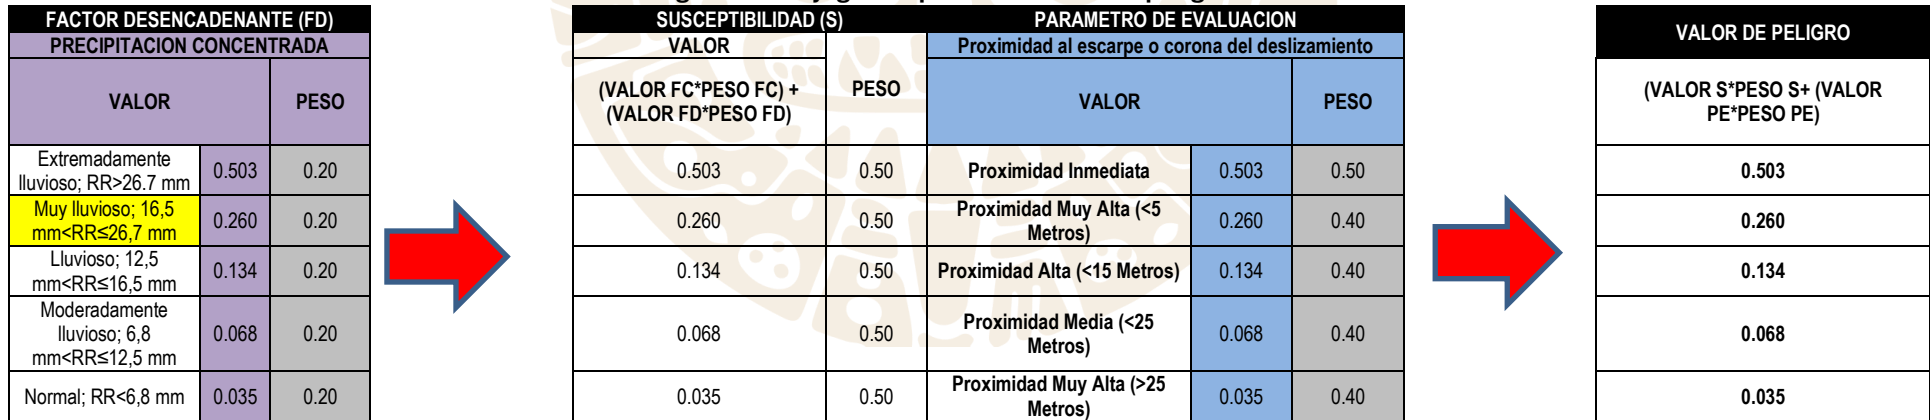 FACTOR DESENCADENANTE (FD)
PRECIPITACION CONCENTRADA
VALOR PESO
Extremadamente
lluvioso; RR>26.7 mm 0.503 0.20
Muy lluvioso; 16,5
mm<RR≤26,7 mm 0.260 0.20
Lluvioso; 12,5
mm<RR≤16,5 mm 0.134 0.20
Moderadamente
lluvioso; 6,8
mm<RR≤12,5 mm 0.068 0.20
Normal; RR<6,8 mm 0.035 0.20
SUSCEPTIBILIDAD (S) PARAMETRO DE EVALUACION
VALOR Proximidad al escarpe o corona del deslizamiento
(VALOR FC*PESO FC) +
(VALOR FD*PESO FD) PESO VALOR PESO
0.503 0.50 Proximidad Inmediata 0.503 0.50
0.260 0.50 Proximidad Muy Alta (<5
Metros) 0.260 0.40
0.134 0.50 Proximidad Alta (<15 Metros) 0.134 0.40
0.068 0.50 Proximidad Media (<25
Metros) 0.068 0.40
0.035 0.50 Proximidad Muy Alta (>25
Metros) 0.035 0.40
VALOR DE PELIGRO
(VALOR S*PESO S+ (VALOR
PE*PESO PE)
0.503
0.260
0.134
0.068
0.035